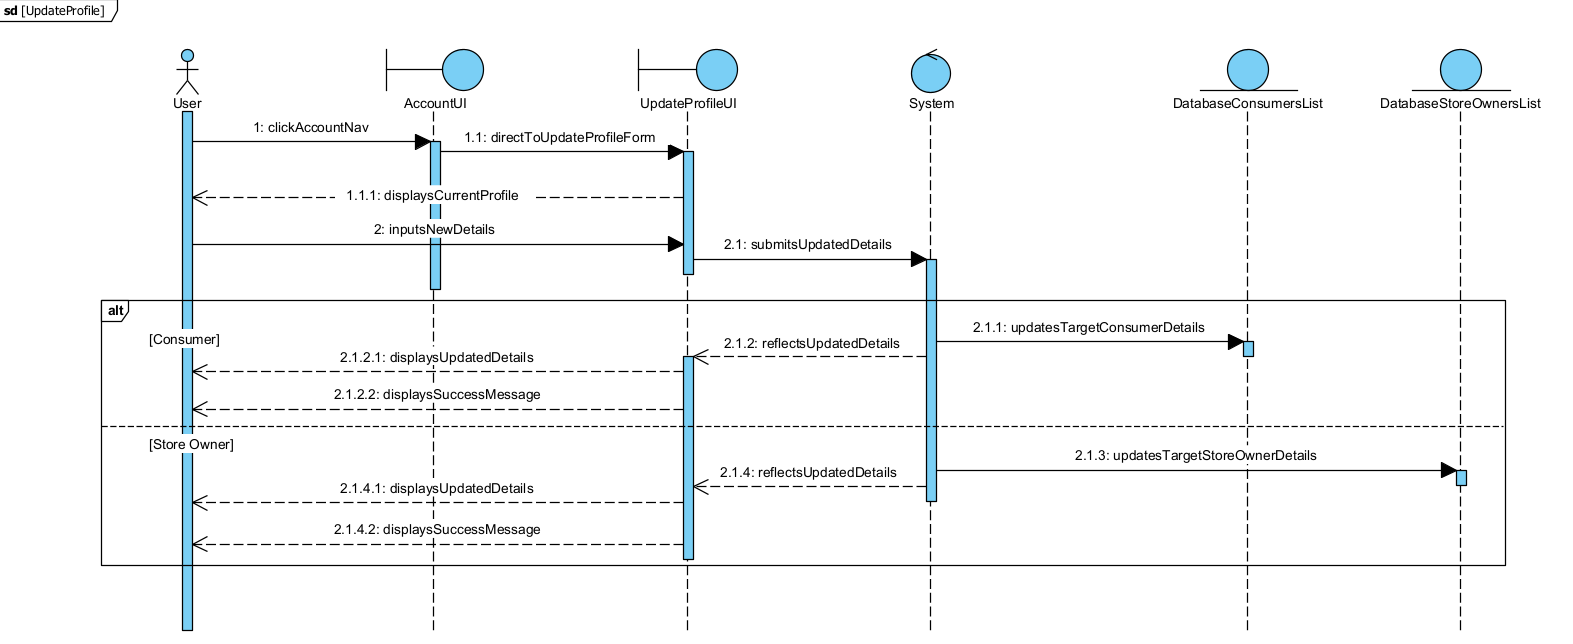 sd [UpdateProfile]
User
AccountUI
UpdateProfileUI
System
DatabaseConsumersList
DatabaseStoreOwnersList
1: clickAccountNav
1.1: directToUpdateProfileForm
1.1.1: displaysCurrentProfile
2: inputsNewDetails
2.1: submitsUpdatedDetails
alt
[Consumer]
2.1.1: updatesTargetConsumerDetails
2.1.2: reflectsUpdatedDetails
2.1.2.1: displaysUpdatedDetails
2.1.2.2: displaysSuccessMessage
[Store Owner]
2.1.3: updatesTargetStoreOwnerDetails
2.1.4: reflectsUpdatedDetails
2.1.4.1: displaysUpdatedDetails
2.1.4.2: displaysSuccessMessage